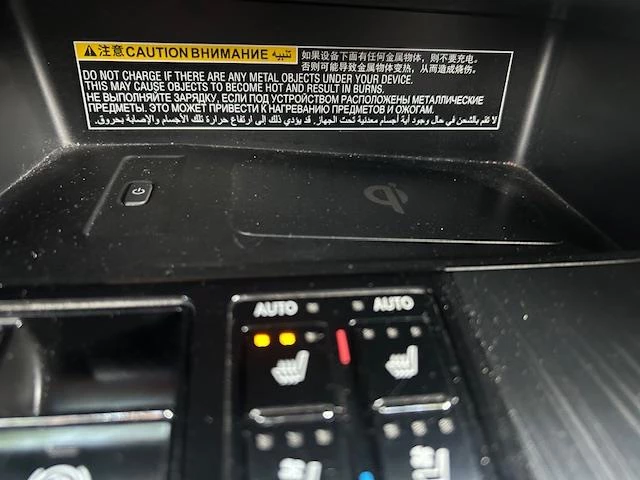 注意 CAUTION ВНИМАНИЕ تنبيه
如果设备下面有任何金属物体，则不要充电。
否则可能导致金属物体变热，从而造成烧伤。
DO NOT CHARGE IF THERE ARE ANY METAL OBJECTS UNDER YOUR DEVICE.
THIS MAY CAUSE OBJECTS TO BECOME HOT AND RESULT IN BURNS.
НЕ ВЫПОЛНЯЙТЕ ЗАРЯДКУ, ЕСЛИ ПОД УСТРОЙСТВОМ РАСПОЛОЖЕНЫ МЕТАЛЛИЧЕСКИЕ
ПРЕДМЕТЫ. ЭТО МОЖЕТ ПРИВЕСТИ К НАГРЕВАНИЮ ПРЕДМЕТОВ И ОЖОГАМ.
لا تقم بالشحن في حال وجود أية أجسام معدنية تحت الجهاز. قد يؤدي ذلك إلى ارتفاع حرارة تلك الأجسام والإصابة بحروق.
AUTO AUTO